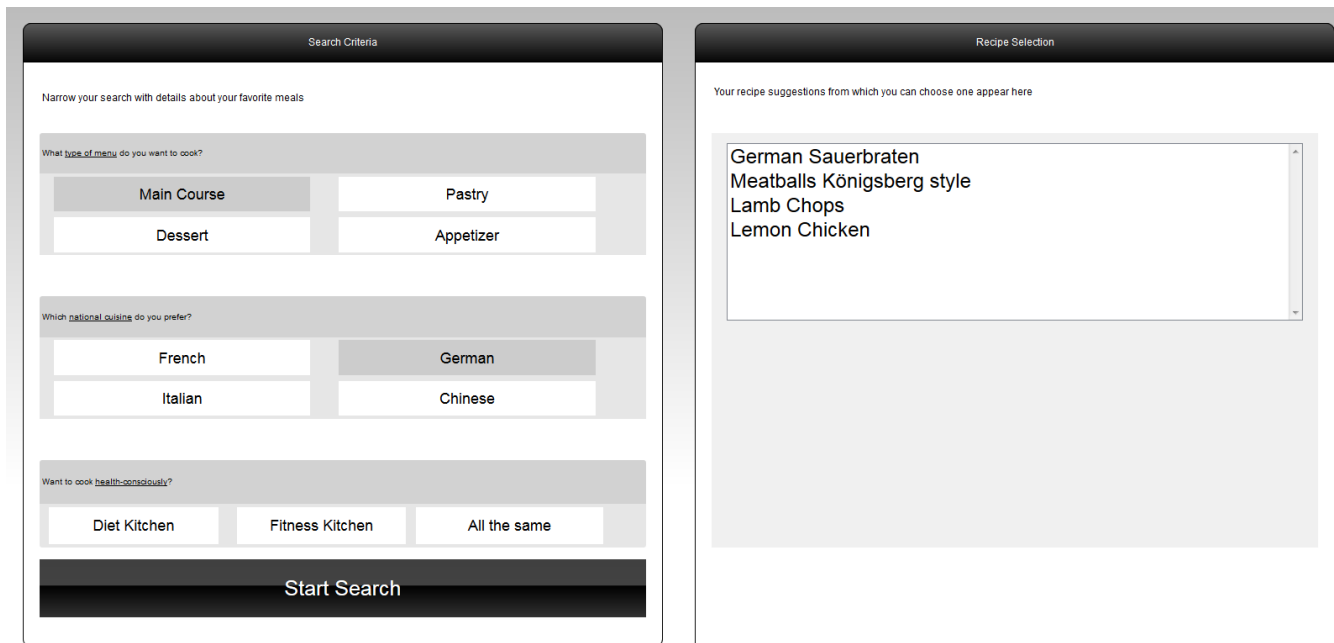 Search Criteria
Narrow your search with details about your favorite meals
What type of menu do you want to cook?
Main Course
Pastry
Dessert
Appetizer
Which national cuisine do you prefer?
French
German
Italian
Chinese
Want to cook health-consciously?
Diet Kitchen
Fitness Kitchen
All the same
Start Search
Recipe Selection
Your recipe suggestions from which you can choose one appear here
German Sauerbraten
Meatballs Königsberg style
Lamb Chops
Lemon Chicken